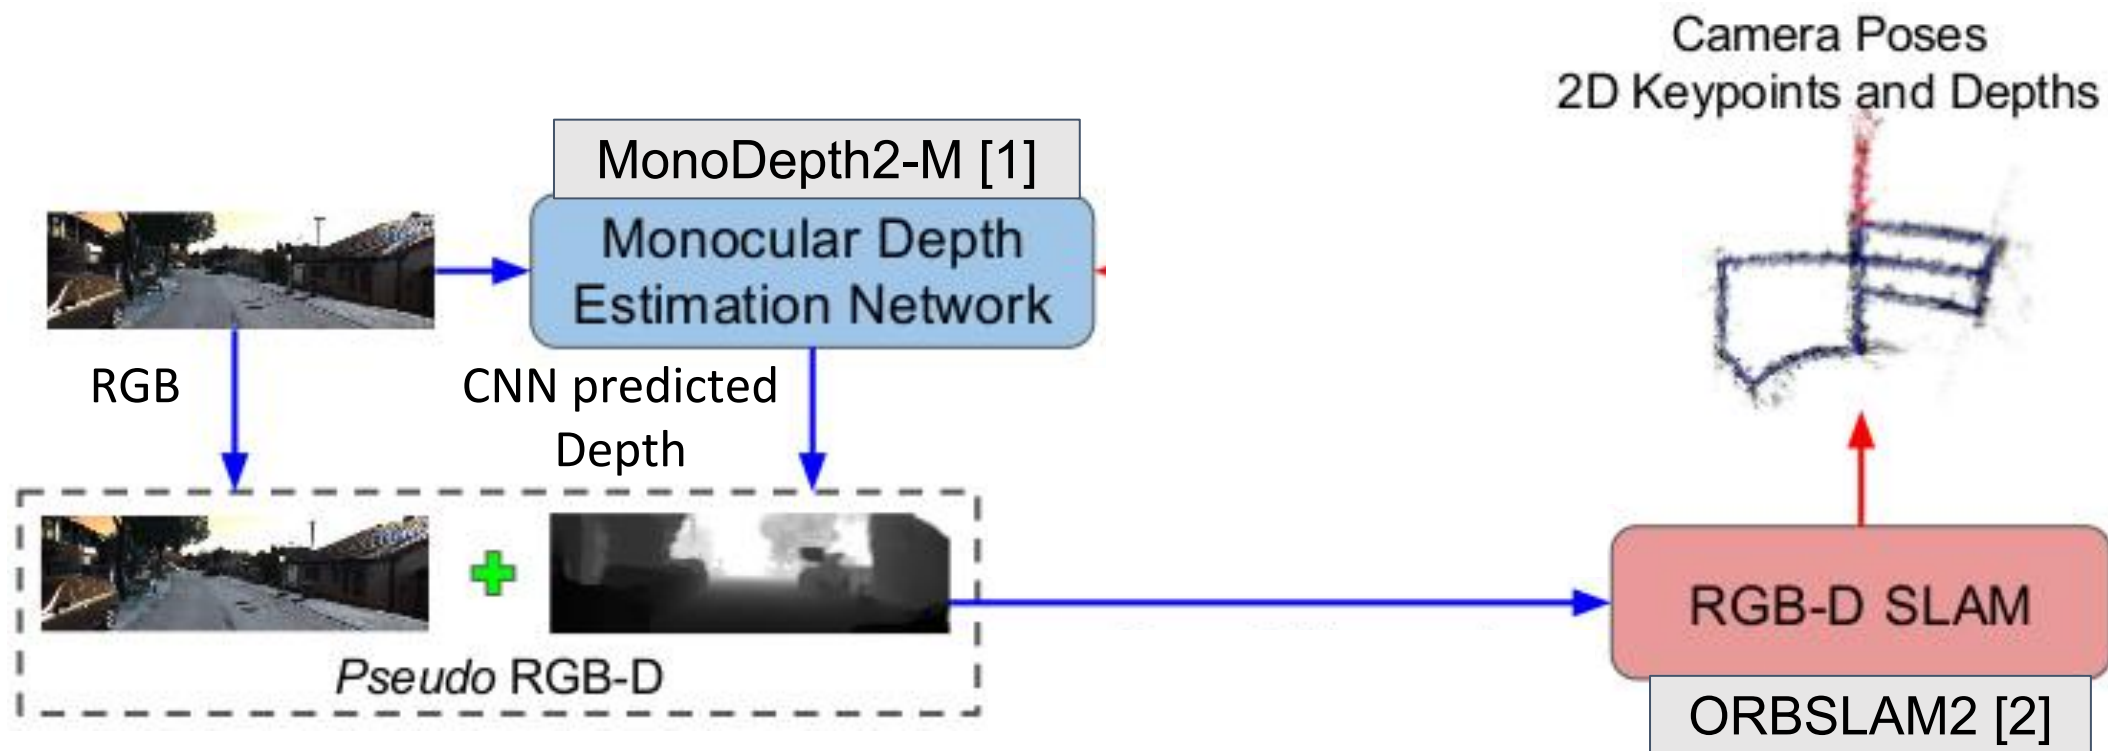 Camera Poses
2D Keypoints and Depths
MonoDepth2-M [1]
Monocular Depth
Estimation Network
RGB
CNN predicted
Depth
Pseudo RGB-D
RGB-D SLAM
ORBSLAM2 [2]